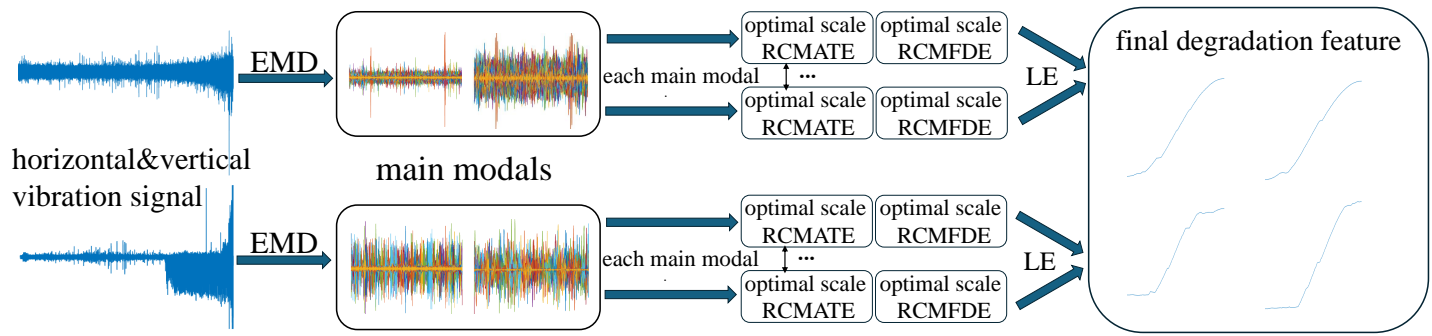 EMD
optimal scale
RCMATE
optimal scale
RCMFDE
each main modal
...
optimal scale
RCMATE
optimal scale
RCMFDE
LE
final degradation feature
horizontal&vertical
vibration signal
main modals
EMD
optimal scale
RCMATE
optimal scale
RCMFDE
each main modal
...
optimal scale
RCMATE
optimal scale
RCMFDE
LE